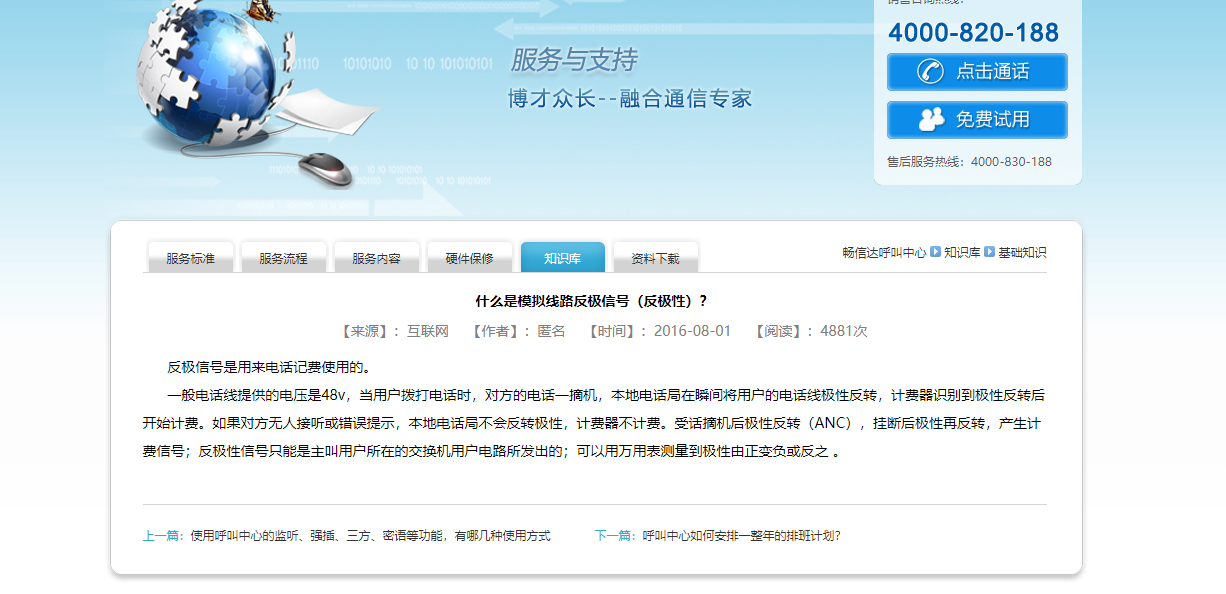 销售咨询热线：
4000-820-188
服务与支持
点击通话
博才众长--融合通信专家
免费试用
售后服务热线：4000-830-188
服务标准 服务流程 服务内容 硬件保修 知识库 资料下载 畅信达呼叫中心 知识库 基础知识
什么是模拟线路反极信号（反极性）?
【来源】：互联网 【作者】：匿名 【时间】：2016-08-01 【阅读】：4881次
反极信号是用来电话记费使用的。
一般电话线提供的电压是48v，当用户拨打电话时，对方的电话一摘机，本地电话局在瞬间将用户的电话线极性反转，计费器识别到极性反转后
开始计费。如果对方无人接听或错误提示，本地电话局不会反转极性，计费器不计费。受话摘机后极性反转（ANC），挂断后极性再反转，产生计
费信号；反极性信号只能是主叫用户所在的交换机用户电路所发出的；可以用万用表测量到极性由正变负或反之 。
上一篇：使用呼叫中心的监听、强插、三方、密语等功能，有哪几种使用方式 下一篇：呼叫中心如何安排一整年的排班计划?